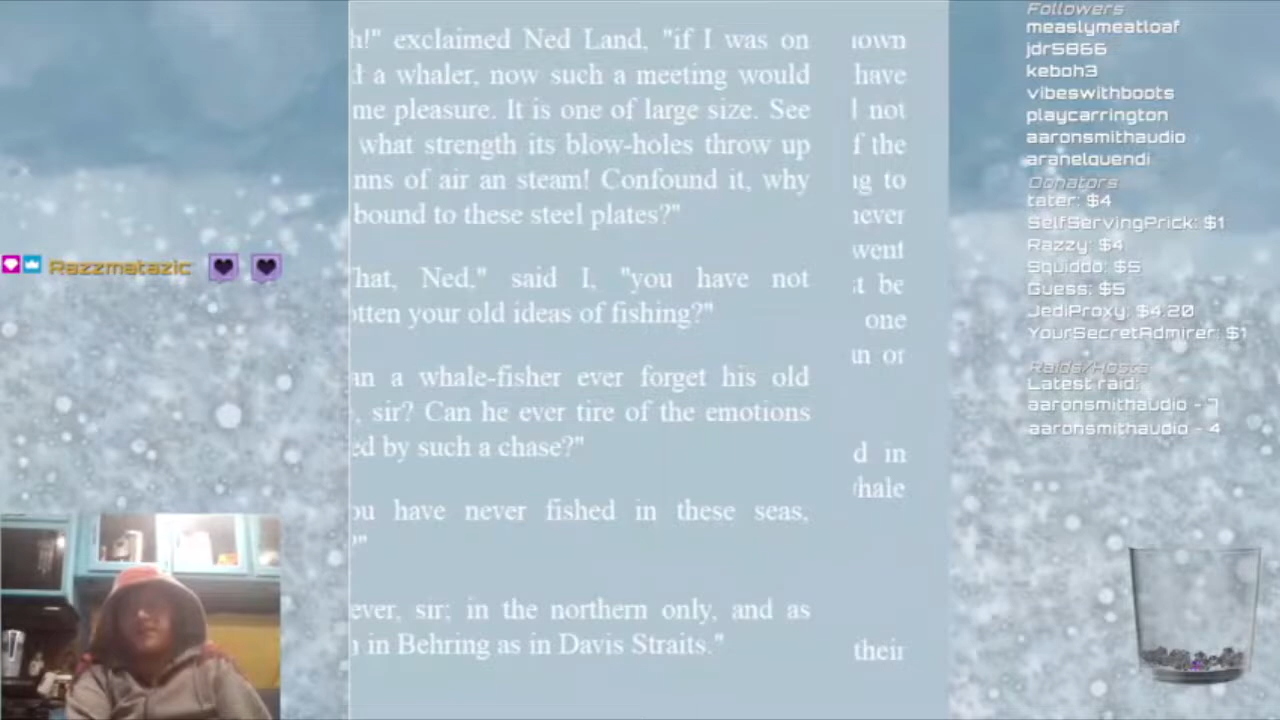 a!" exclaimed Ned Land, "if I was on
d a whaler, now such a meeting would
me pleasure. It is one of large size. See
what strength its blow-holes throw up
nns of air an steam! Confound it, why
bound to these steel plates?"
hat, Ned," said I, "you have not
otten your old ideas of fishing?"
an a whale-fisher ever forget his old
, sir? Can he ever tire of the emotions
ed by such a chase?"
ou have never fished in these seas,
?"
ever, sir; in the northern only, and as
n in Behring as in Davis Straits."
nown
have
l not
f the
ng to
never
went
t be
one
an or
d in
whale
their
Razzmatazic
Followers
measlymeatloaf
jdr5866
keboh3
vibeswithboots
playcarrington
aaronsmithaudio
aranelquendi
Donators
tater: $4
SelfServingPrick: $1
Razzy: $4
Squiddo: $5
Guess: $5
JediProxy: $4.20
YourSecretAdmirer: $1
Raids/Hosts
Latest raid:
aaronsmithaudio - 7
aaronsmithaudio - 4